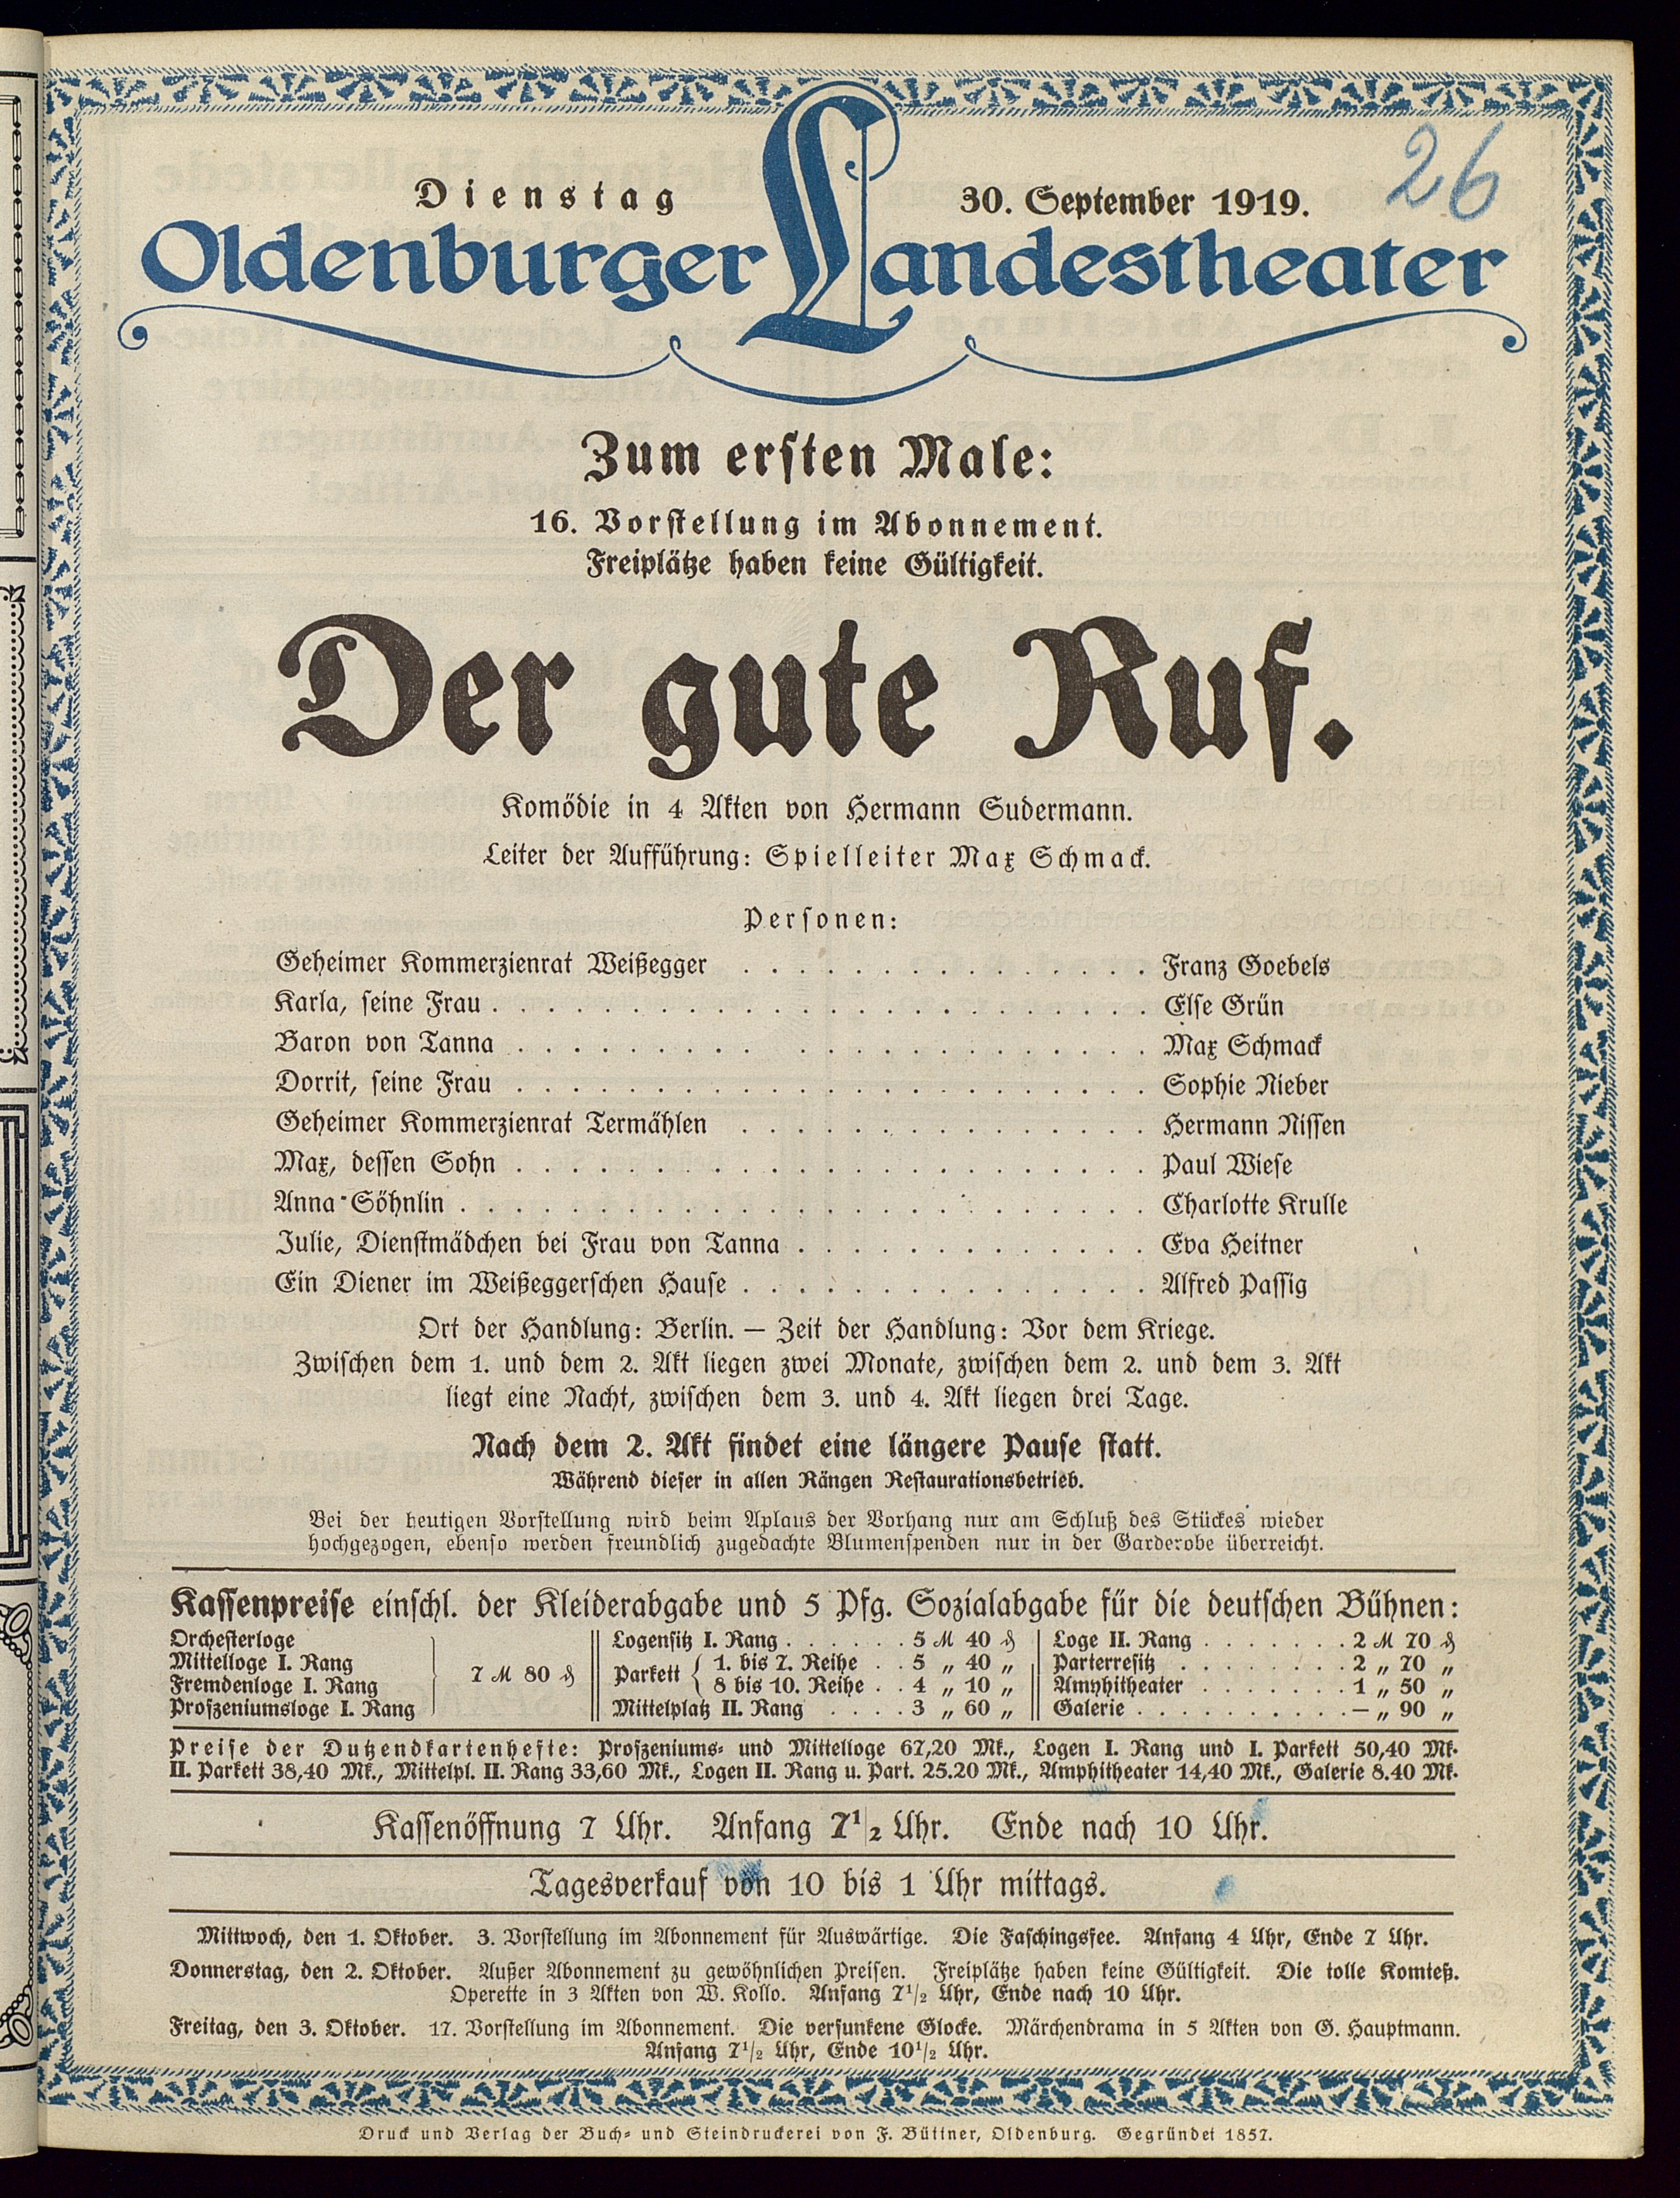 26
Dienstag 30. September 1919.
Oldenburger Landestheater
Zum ersten Male:
16. Vorstellung im Abonnement.
Freiplätze haben keine Gültigkeit.
Der gute Ruf.
Komödie in 4 Akten von Hermann Sudermann.
Leiter der Aufführung: Spielleiter Max Schmack.
Personen:
Geheimer Kommerzienrat Weißegger . . . . . . . . . . . . . . . Franz Goebels
Karla, seine Frau . . . . . . . . . . . . . . . . . . . . . . . . Else Grün
Baron von Tanna . . . . . . . . . . . . . . . . . . . . . . . Max Schmack
Dorrit, seine Frau . . . . . . . . . . . . . . . . . . . . . . . Sophie Nieber
Geheimer Kommerzienrat Termählen . . . . . . . . . . . . . . . Hermann Nissen
Max, dessen Sohn . . . . . . . . . . . . . . . . . . . . . . . Paul Wiese
Anna Söhnlin . . . . . . . . . . . . . . . . . . . . . . . . . Charlotte Krulle
Julie, Dienstmädchen bei Frau von Tanna . . . . . . . . . . . . . Eva Heitner
Ein Diener im Weißeggerschen Hause . . . . . . . . . . . . . . . Alfred Passig
Ort der Handlung: Berlin. — Zeit der Handlung: Vor dem Kriege.
Zwischen dem 1. und dem 2. Akt liegen zwei Monate, zwischen dem 2. und dem 3. Akt
liegt eine Nacht, zwischen dem 3. und 4. Akt liegen drei Tage.
Nach dem 2. Akt findet eine längere Pause statt.
Während dieser in allen Rängen Restaurationsbetrieb.
Bei der heutigen Vorstellung wird beim Aplaus der Vorhang nur am Schluß des Stückes wieder
hochgezogen, ebenso werden freundlich zugedachte Blumenspenden nur in der Garderobe überreicht.
Kassenpreise einschl. der Kleiderabgabe und 5 Pfg. Sozialabgabe für die deutschen Bühnen:
Orchesterloge
Mittelloge I. Rang
Fremdenloge I. Rang
Proszeniumsloge I. Rang
7 M 80 ₰
Logensitz I. Rang . . . . . . 5 M 40 ₰
Parkett { 1. bis 7. Reihe . . 5 „ 40 „
8 bis 10. Reihe . . 4 „ 10 „
Mittelplatz II. Rang . . . . 3 „ 60 „
Loge II. Rang . . . . . . . 2 M 70 ₰
Parterresitz . . . . . . . . 2 „ 70 „
Amphitheater . . . . . . . 1 „ 50 „
Galerie . . . . . . . . . . — „ 90 „
Preise der Dutzendkartenhefte: Proszeniums- und Mittelloge 67,20 Mk., Logen I. Rang und I. Parkett 50,40 Mk.
II. Parkett 38,40 Mk., Mittelpl. II. Rang 33,60 Mk., Logen II. Rang u. Part. 25.20 Mk., Amphitheater 14,40 Mk., Galerie 8.40 Mk.
Kassenöffnung 7 Uhr. Anfang 7 1/2 Uhr. Ende nach 10 Uhr.
Tagesverkauf von 10 bis 1 Uhr mittags.
Mittwoch, den 1. Oktober. 3. Vorstellung im Abonnement für Auswärtige. Die Faschingsfee. Anfang 4 Uhr, Ende 7 Uhr.
Donnerstag, den 2. Oktober. Außer Abonnement zu gewöhnlichen Preisen. Freiplätze haben keine Gültigkeit. Die tolle Komteß.
Operette in 3 Akten von W. Kollo. Anfang 7 1/2 Uhr, Ende nach 10 Uhr.
Freitag, den 3. Oktober. 17. Vorstellung im Abonnement. Die versunkene Glocke. Märchendrama in 5 Akten von G. Hauptmann.
Anfang 7 1/2 Uhr, Ende 10 1/2 Uhr.
Druck und Verlag der Buch- und Steindruckerei von F. Büttner, Oldenburg. Gegründet 1857.